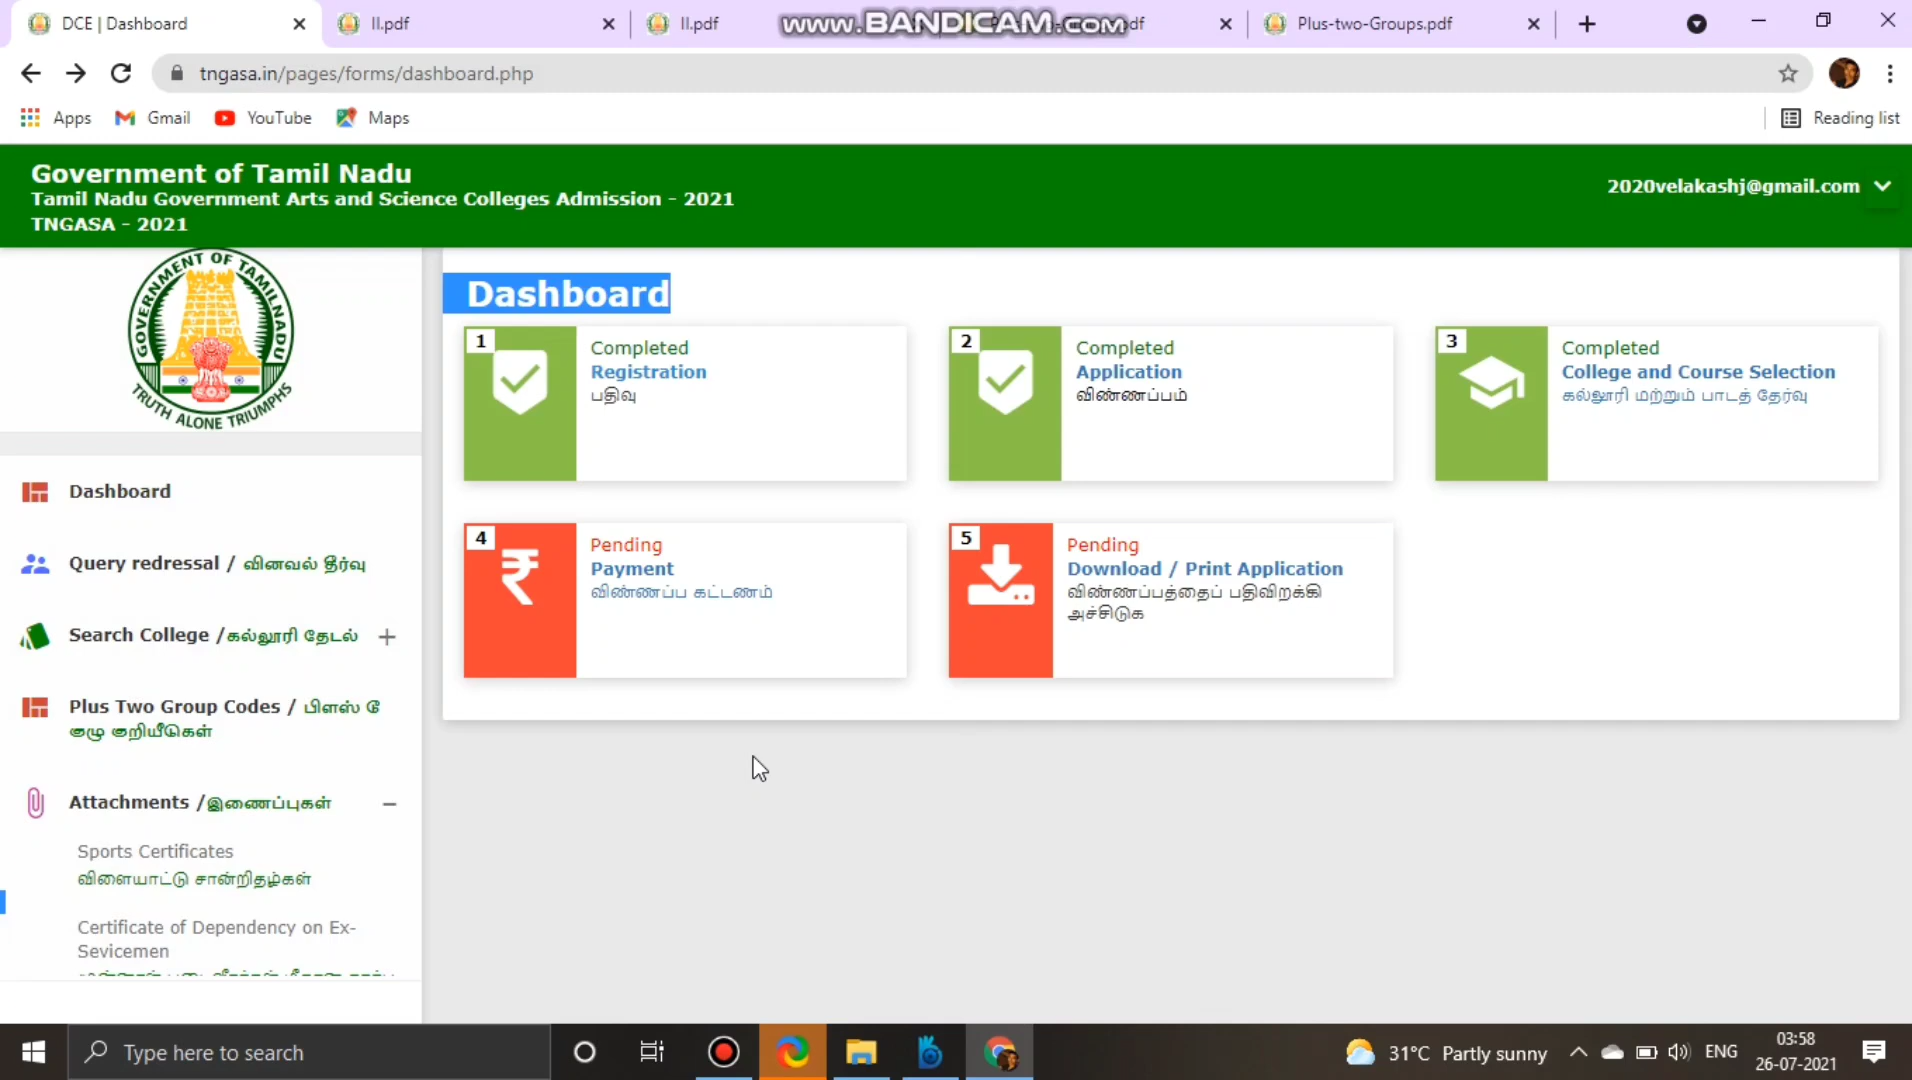 DCE | Dashboard
II.pdf
II.pdf
www.BANDICAM.com
Plus-two-Groups.pdf
tngasa.in/pages/forms/dashboard.php
Apps
Gmail
YouTube
Maps
Reading list
Government of Tamil Nadu
Tamil Nadu Government Arts and Science Colleges Admission - 2021
TNGASA - 2021
2020velakashj@gmail.com
GOVERNMENT OF TAMILNADU
TRUTH ALONE TRIUMPHS
Dashboard
Query redressal / வினவல் தீர்வு
Search College /கல்லூரி தேடல்
Plus Two Group Codes / பிளஸ் டூ
குழு குறியீடுகள்
Attachments /இணைப்புகள்
Sports Certificates
விளையாட்டு சான்றிதழ்கள்
Certificate of Dependency on Ex-
Sevicemen
Dashboard
1
Completed
Registration
பதிவு
2
Completed
Application
விண்ணப்பம்
3
Completed
College and Course Selection
கல்லூரி மற்றும் பாடத் தேர்வு
4
Pending
Payment
விண்ணப்ப கட்டணம்
5
Pending
Download / Print Application
விண்ணப்பத்தைப் பதிவிறக்கி
அச்சிடுக
Type here to search
31°C Partly sunny
ENG
03:58
26-07-2021